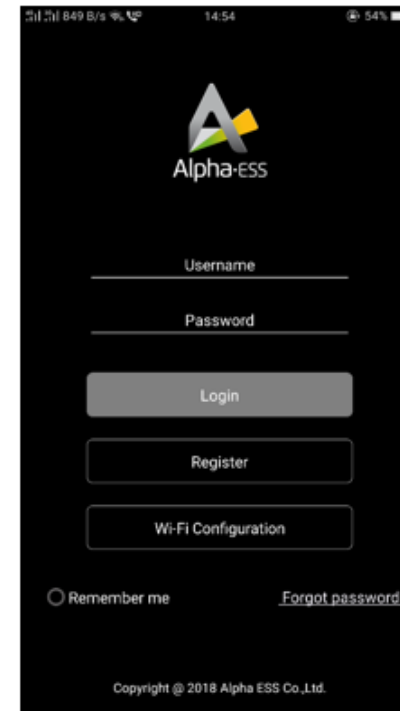 849 B/s 14:54 54%
Alpha·ESS
Username
Password
Login
Register
Wi-Fi Configuration
Remember me Forgot password
Copyright @ 2018 Alpha ESS Co.,Ltd.